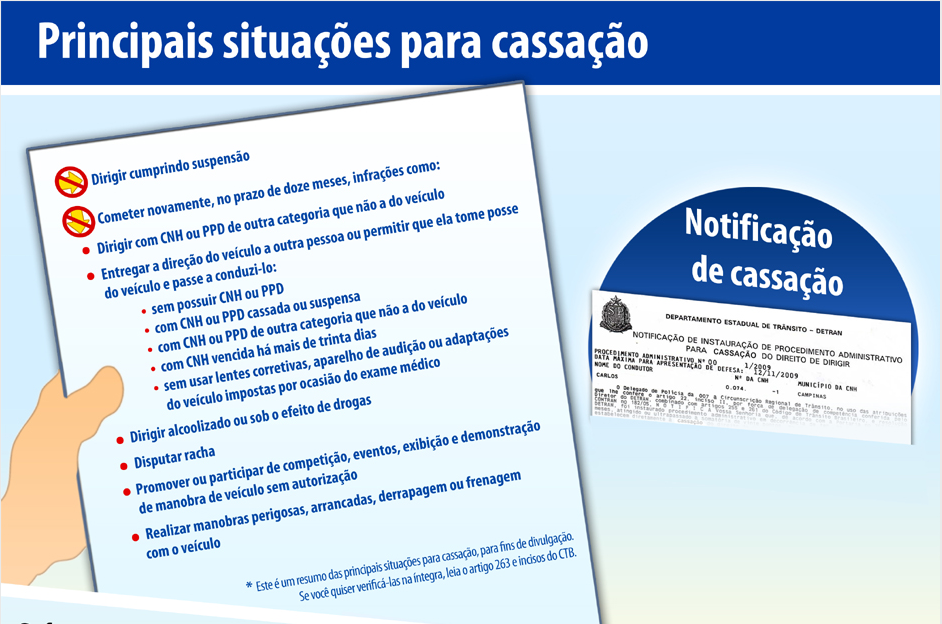 Principais situações para cassação
Dirigir cumprindo suspensão
Cometer novamente, no prazo de doze meses, infrações como:
Dirigir com CNH ou PPD de outra categoria que não a do veículo
Entregar a direção do veículo a outra pessoa ou permitir que ela tome posse
do veículo e passe a conduzi-lo:
sem possuir CNH ou PPD
com CNH ou PPD cassada ou suspensa
com CNH ou PPD de outra categoria que não a do veículo
com CNH vencida há mais de trinta dias
sem usar lentes corretivas, aparelho de audição ou adaptações
do veículo impostas por ocasião do exame médico
Dirigir alcoolizado ou sob o efeito de drogas
Disputar racha
Promover ou participar de competição, eventos, exibição e demonstração
de manobra de veículo sem autorização
Realizar manobras perigosas, arrancadas, derrapagem ou frenagem
com o veículo
* Este é um resumo das principais situações para cassação, para fins de divulgação.
Se você quiser verificá-las na íntegra, leia o artigo 263 e incisos do CTB.
Notificação
de cassação
DEPARTAMENTO ESTADUAL DE TRÂNSITO – DETRAN
NOTIFICAÇÃO DE INSTAURAÇÃO DE PROCEDIMENTO ADMINISTRATIVO
PARA CASSAÇÃO DO DIREITO DE DIRIGIR
PROCEDIMENTO ADMINISTRATIVO Nº 00 1/2009
DATA MÁXIMA PARA APRESENTAÇÃO DE DEFESA: 12/11/2009
NOME DO CONDUTOR Nº DA CNH MUNICÍPIO DA CNH
CARLOS 0.074. -1 CAMPINAS